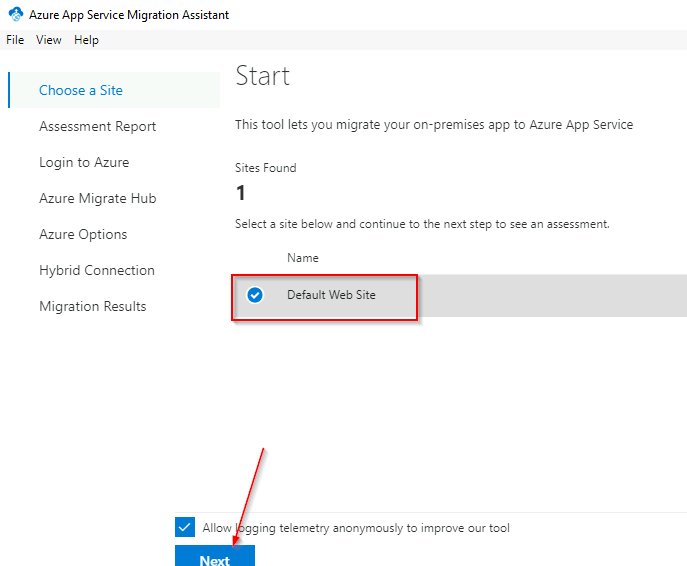 Azure App Service Migration Assistant
File View Help
Choose a Site
Assessment Report
Login to Azure
Azure Migrate Hub
Azure Options
Hybrid Connection
Migration Results
Start
This tool lets you migrate your on-premises app to Azure App Service
Sites Found
1
Select a site below and continue to the next step to see an assessment.
Name
Default Web Site
Allow logging telemetry anonymously to improve our tool
Next